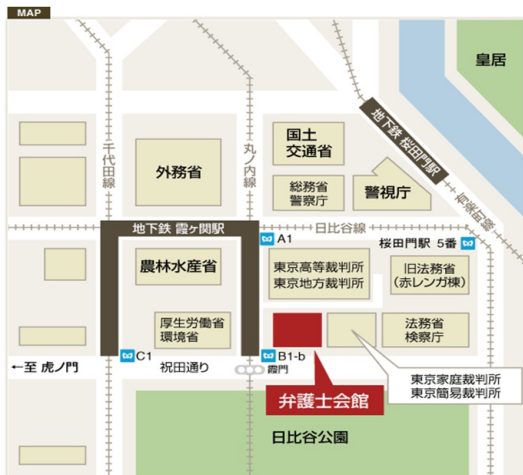 MAP
皇居
地下鉄 桜田門駅
国土
交通省
千代田線
丸ノ内線
外務省
総務省
警察庁
警視庁
有楽町線
地下鉄 霞ヶ関駅
日比谷線
A1
桜田門駅 5番
農林水産省
東京高等裁判所
東京地方裁判所
旧法務省
(赤レンガ棟)
厚生労働省
環境省
法務省
検察庁
←至 虎ノ門
C1
祝田通り
B1-b
霞門
東京家庭裁判所
東京簡易裁判所
弁護士会館
日比谷公園